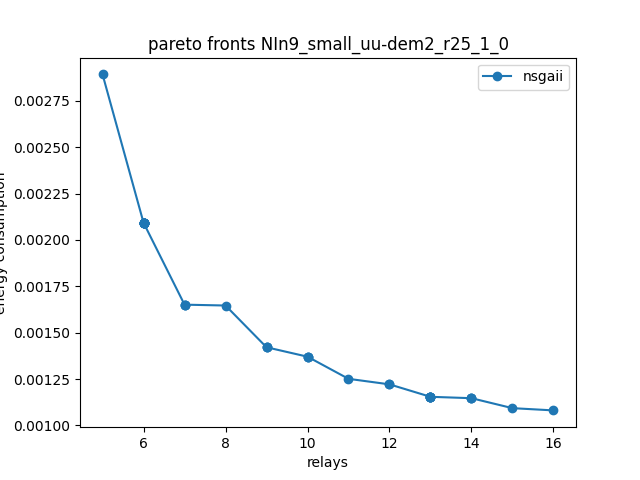 pareto fronts NIn9_small_uu-dem2_r25_1_0
nsgaii
0.00275
0.00250
0.00225
0.00200
0.00175
0.00150
0.00125
0.00100
energy consumption
6 8 10 12 14 16
relays